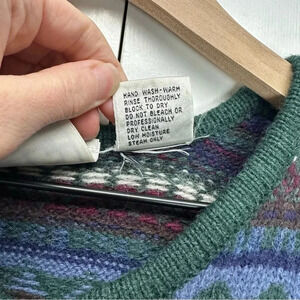 HAND WASH-WARM
RINSE THOROUGHLY
BLOCK TO DRY
DO NOT BLEACH OR
PROFESSIONALLY
DRY CLEAN
LOW MOISTURE
STEAM ONLY